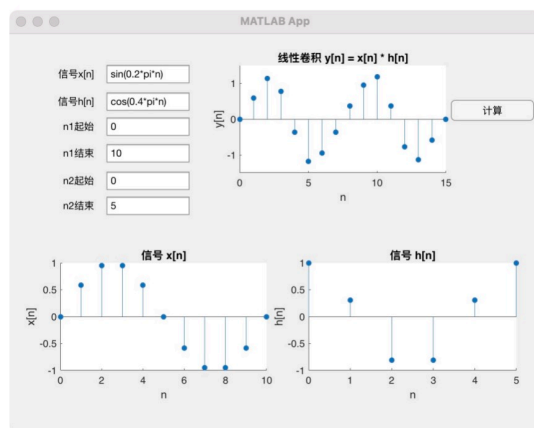 MATLAB App
信号x[n] sin(0.2*pi*n)
信号h[n] cos(0.4*pi*n)
n1起始 0
n1结束 10
n2起始 0
n2结束 5
线性卷积 y[n] = x[n] * h[n]
y[n]
1
0
-1
0 5 10 15
n
计算
信号 x[n]
x[n]
1
0.5
0
-0.5
-1
0 2 4 6 8 10
n
信号 h[n]
h[n]
1
0.5
0
-0.5
-1
0 1 2 3 4 5
n